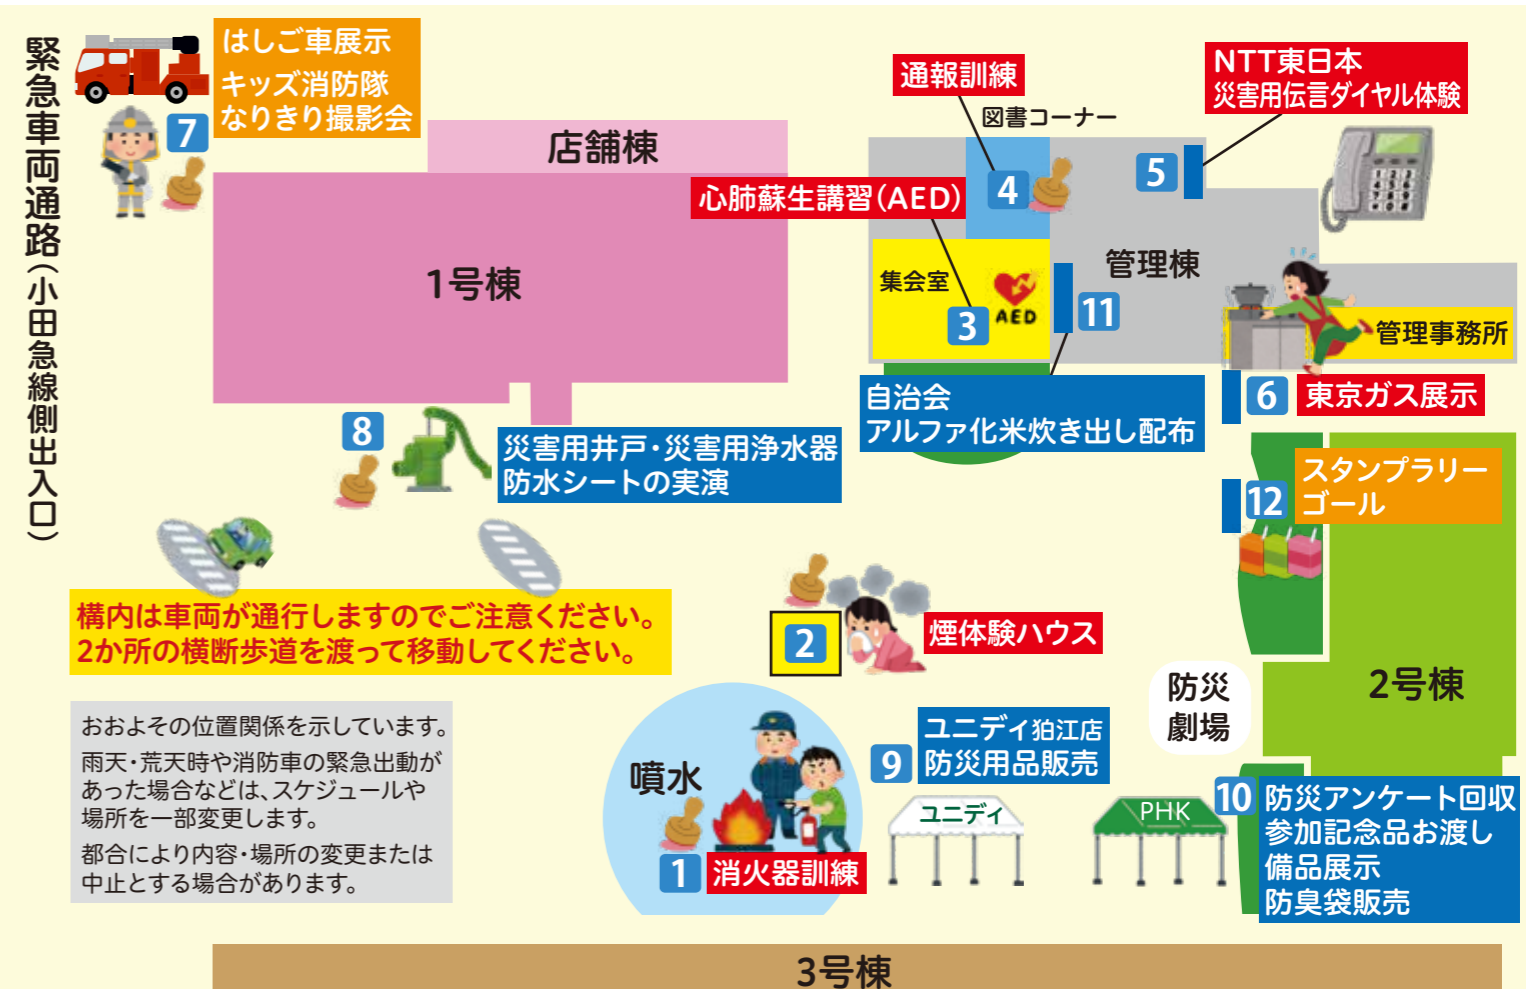 緊急車両通路(小田急線側出入口)
はしご車展示
キッズ消防隊
なりきり撮影会
7
店舗棟
1号棟
通報訓練
図書コーナー
4
心肺蘇生講習(AED)
集会室
3
AED
NTT東日本
災害用伝言ダイヤル体験
5
管理棟
11
自治会
アルファ化米炊き出し配布
管理事務所
6
東京ガス展示
8
災害用井戸・災害用浄水器
防水シートの実演
12
スタンプラリー
ゴール
2号棟
構内は車両が通行しますのでご注意ください。
2か所の横断歩道を渡って移動してください。
2
煙体験ハウス
防災
劇場
おおよその位置関係を示しています。
雨天・荒天時や消防車の緊急出動が
あった場合などは、スケジュールや
場所を一部変更します。
都合により内容・場所の変更または
中止とする場合があります。
噴水
1
消火器訓練
9
ユニディ狛江店
防災用品販売
ユニディ
PHK
10
防災アンケート回収
参加記念品お渡し
備品展示
防臭袋販売
3号棟